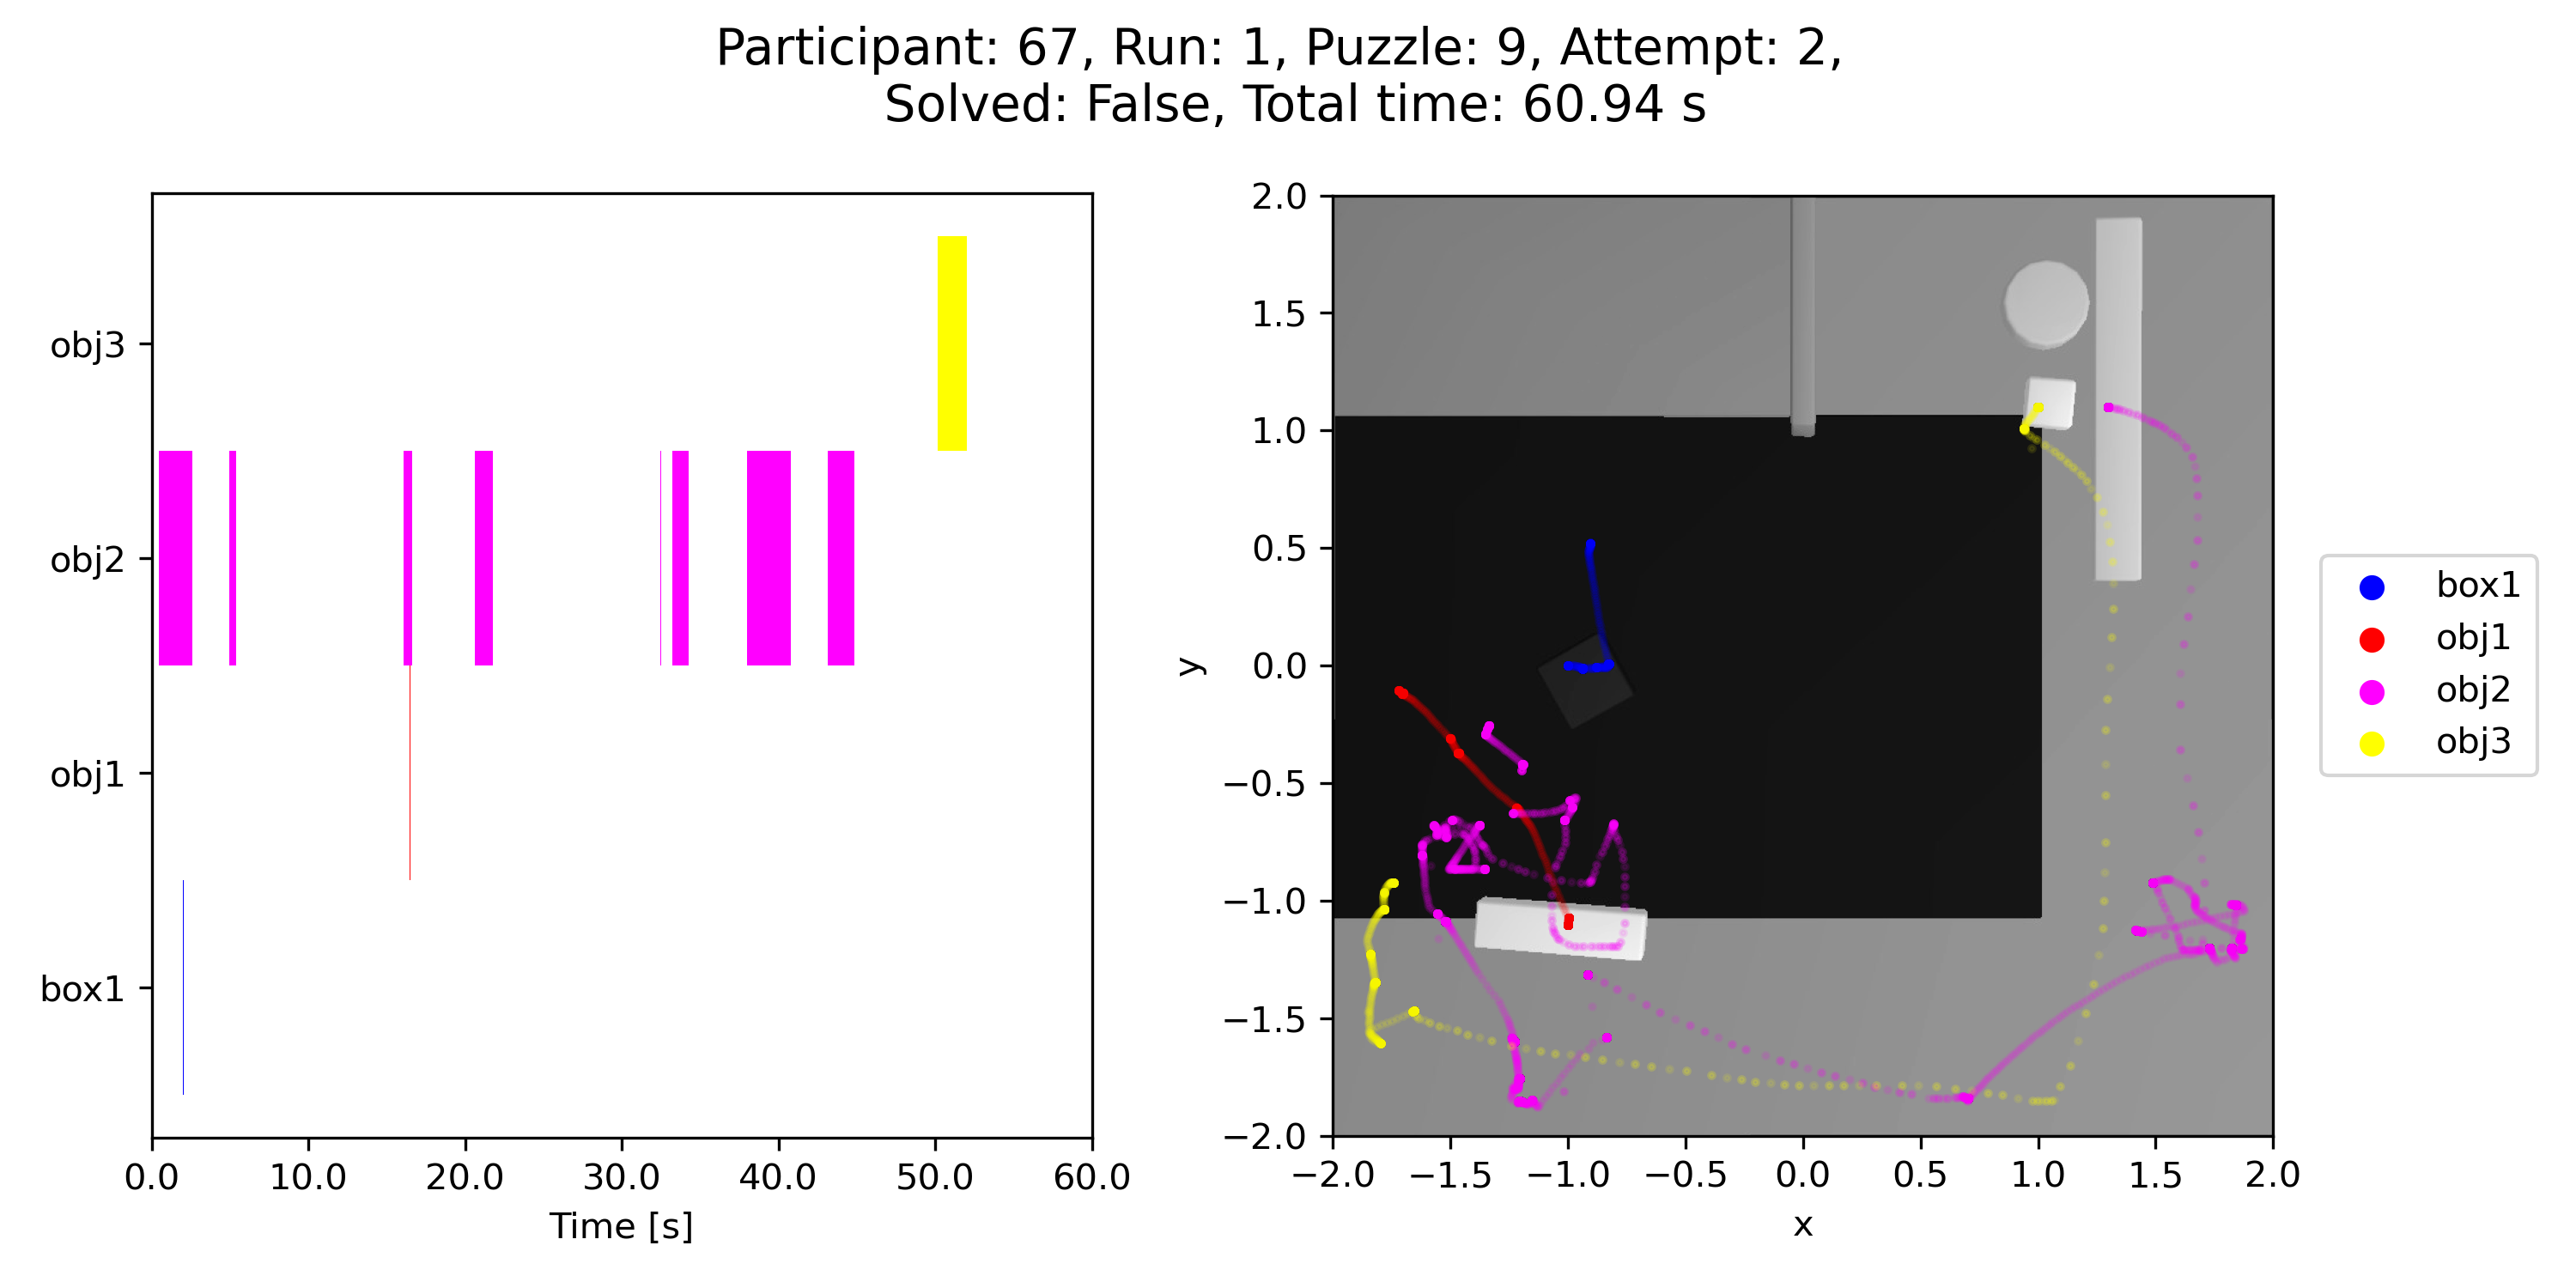 Participant: 67, Run: 1, Puzzle: 9, Attempt: 2,
Solved: False, Total time: 60.94 s
obj3
obj2
obj1
box1
0.0 10.0 20.0 30.0 40.0 50.0 60.0
Time [s]
2.0
1.5
1.0
0.5
0.0
−0.5
−1.0
−1.5
−2.0
y
−2.0 −1.5 −1.0 −0.5 0.0 0.5 1.0 1.5 2.0
x
box1
obj1
obj2
obj3